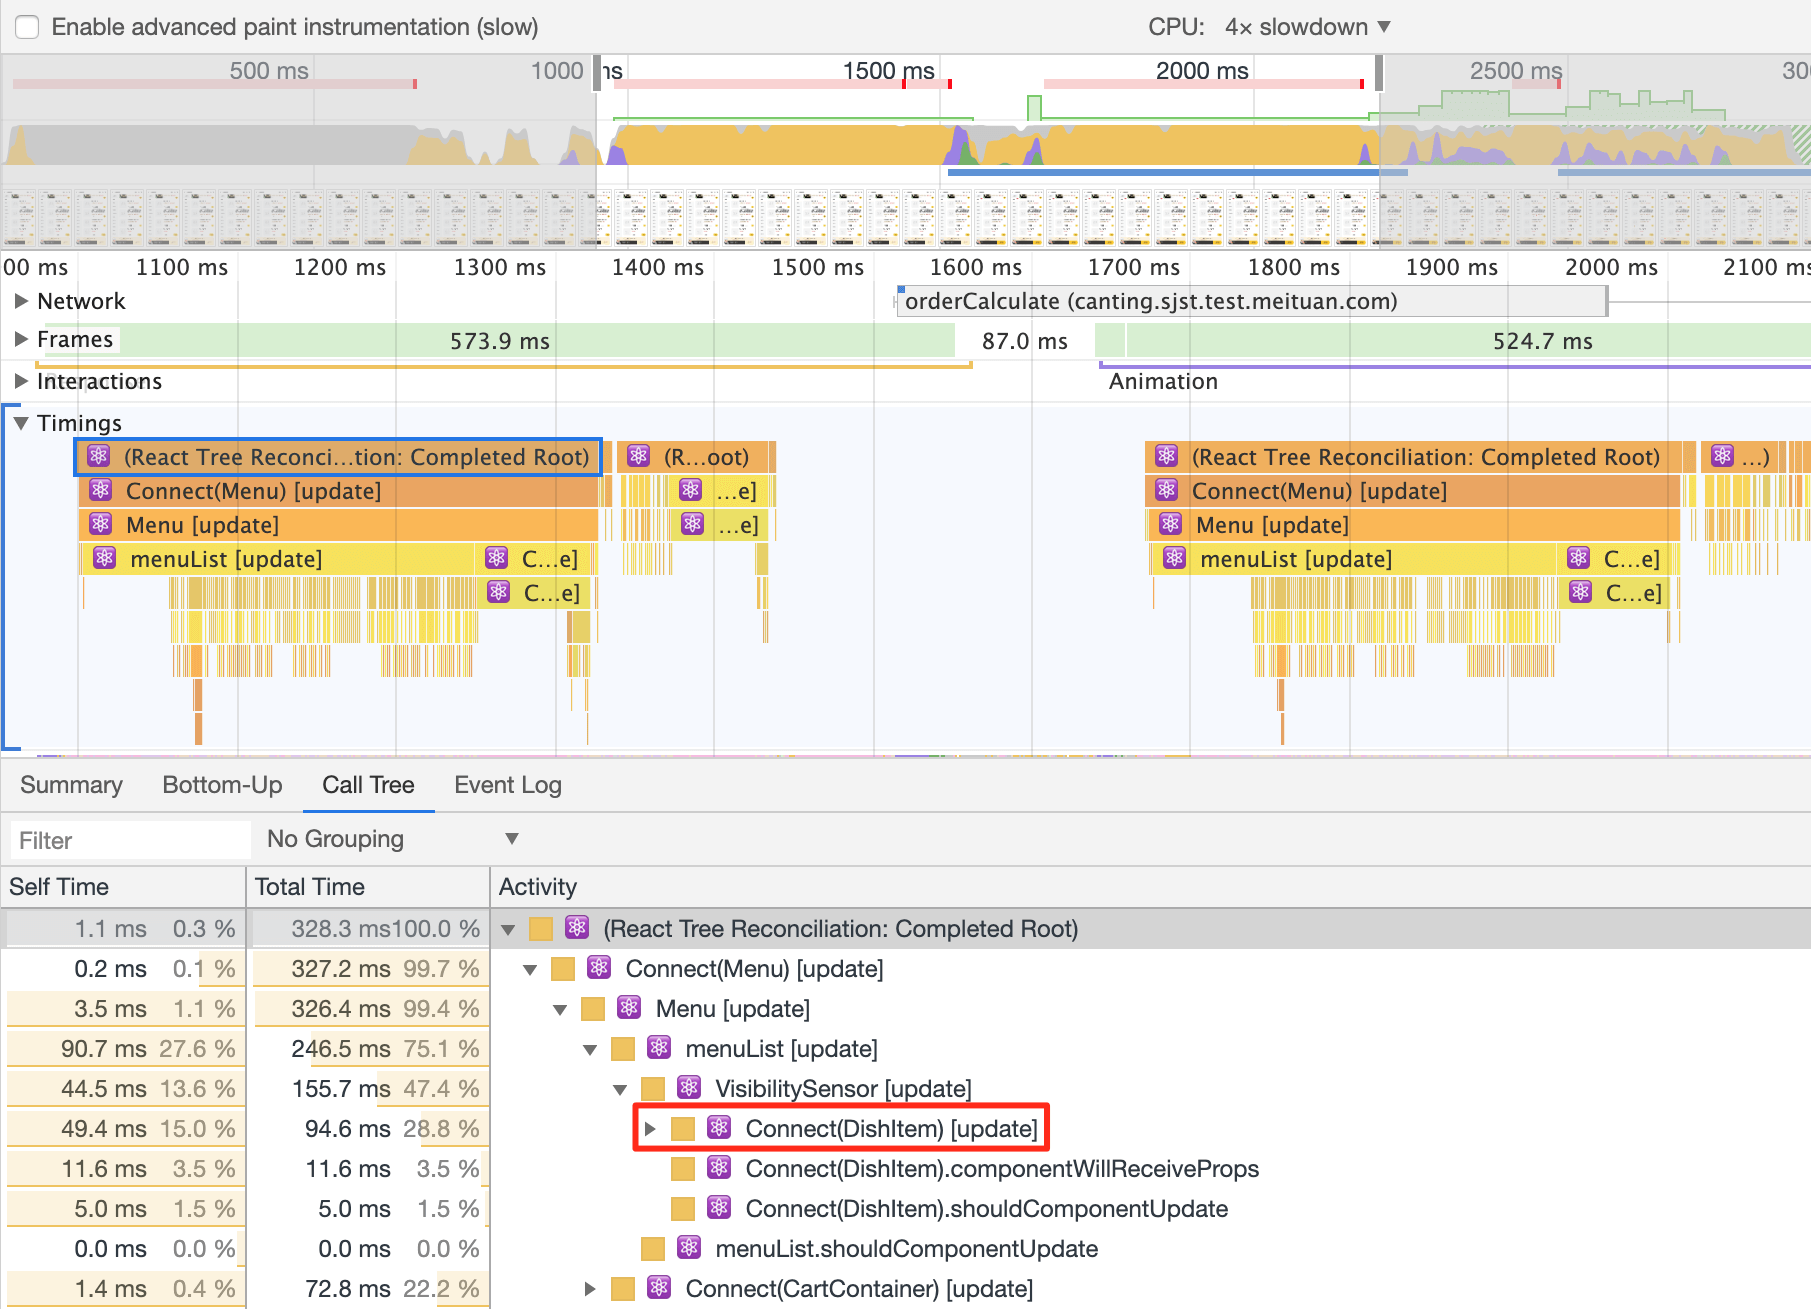 Enable advanced paint instrumentation (slow) CPU: 4× slowdown ▼
500 ms 1000 ms 1500 ms 2000 ms 2500 ms 300
00 ms 1100 ms 1200 ms 1300 ms 1400 ms 1500 ms 1600 ms 1700 ms 1800 ms 1900 ms 2000 ms 2100 ms
Network orderCalculate (canting.sjst.test.meituan.com)
Frames 573.9 ms 87.0 ms 524.7 ms
Interactions Animation
Timings
(React Tree Reconci…tion: Completed Root) (R…oot) (React Tree Reconciliation: Completed Root) …)
Connect(Menu) [update] …e] Connect(Menu) [update]
Menu [update] …e] Menu [update]
menuList [update] C…e] menuList [update] C…e]
C…e] C…e]
Summary Bottom-Up Call Tree Event Log
Filter No Grouping ▼
Self Time Total Time Activity
1.1 ms 0.3 % 328.3 ms 100.0 % (React Tree Reconciliation: Completed Root)
0.2 ms 0.1 % 327.2 ms 99.7 % Connect(Menu) [update]
3.5 ms 1.1 % 326.4 ms 99.4 % Menu [update]
90.7 ms 27.6 % 246.5 ms 75.1 % menuList [update]
44.5 ms 13.6 % 155.7 ms 47.4 % VisibilitySensor [update]
49.4 ms 15.0 % 94.6 ms 28.8 % Connect(DishItem) [update]
11.6 ms 3.5 % 11.6 ms 3.5 % Connect(DishItem).componentWillReceiveProps
5.0 ms 1.5 % 5.0 ms 1.5 % Connect(DishItem).shouldComponentUpdate
0.0 ms 0.0 % 0.0 ms 0.0 % menuList.shouldComponentUpdate
1.4 ms 0.4 % 72.8 ms 22.2 % Connect(CartContainer) [update]